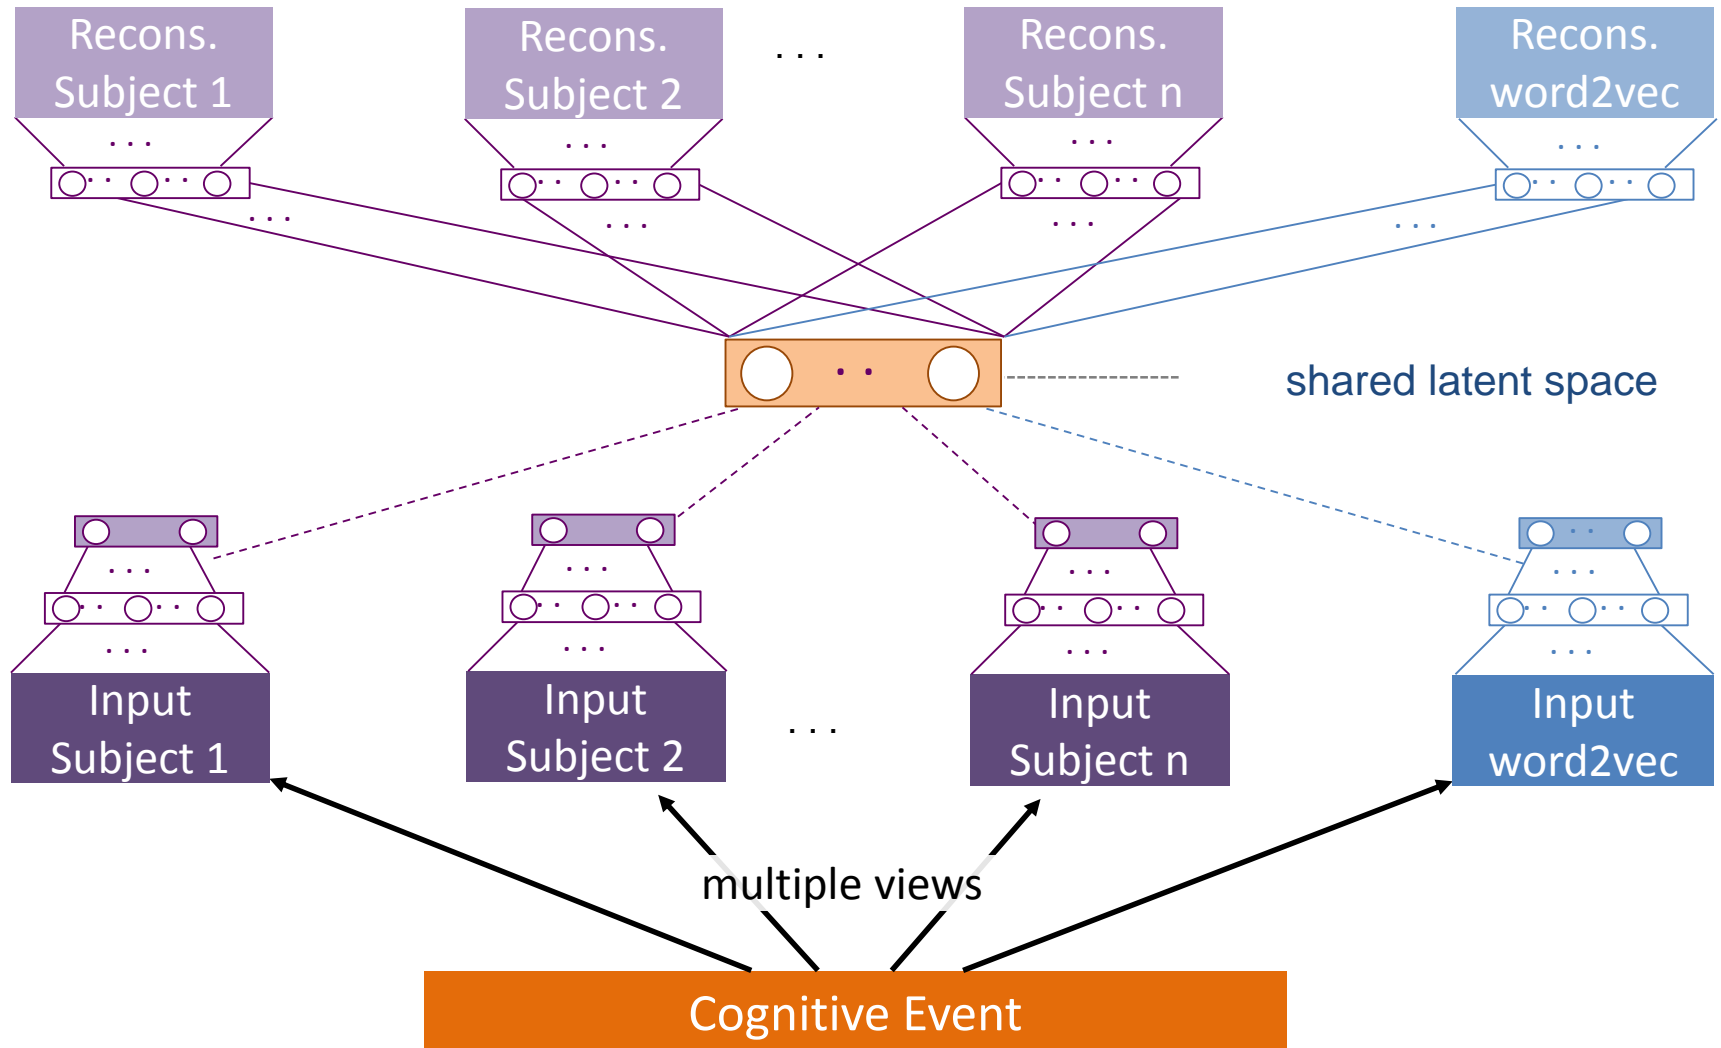 Recons.
Subject 1
Recons.
Subject 2
. . .
Recons.
Subject n
Recons.
word2vec
shared latent space
Input
Subject 1
Input
Subject 2
. . .
Input
Subject n
Input
word2vec
multiple views
Cognitive Event